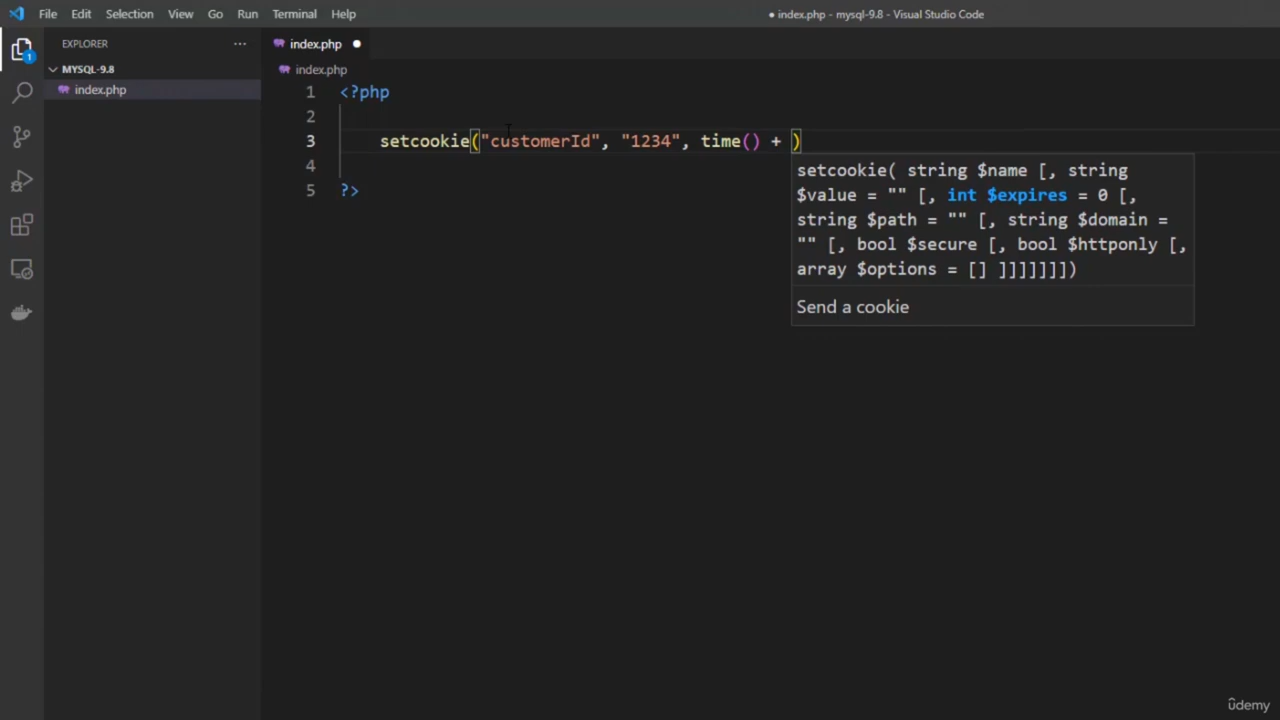 File Edit Selection View Go Run Terminal Help
● index.php - mysql-9.8 - Visual Studio Code
EXPLORER
···
index.php ●
MYSQL-9.8
index.php
index.php
1
1 <?php
2
3 setcookie("customerId", "1234", time() + )
4
5 ?>
setcookie( string $name [, string
$value = "" [, int $expires = 0 [,
string $path = "" [, string $domain =
"" [, bool $secure [, bool $httponly [,
array $options = [] ]]]]]]])
Send a cookie
ûdemy